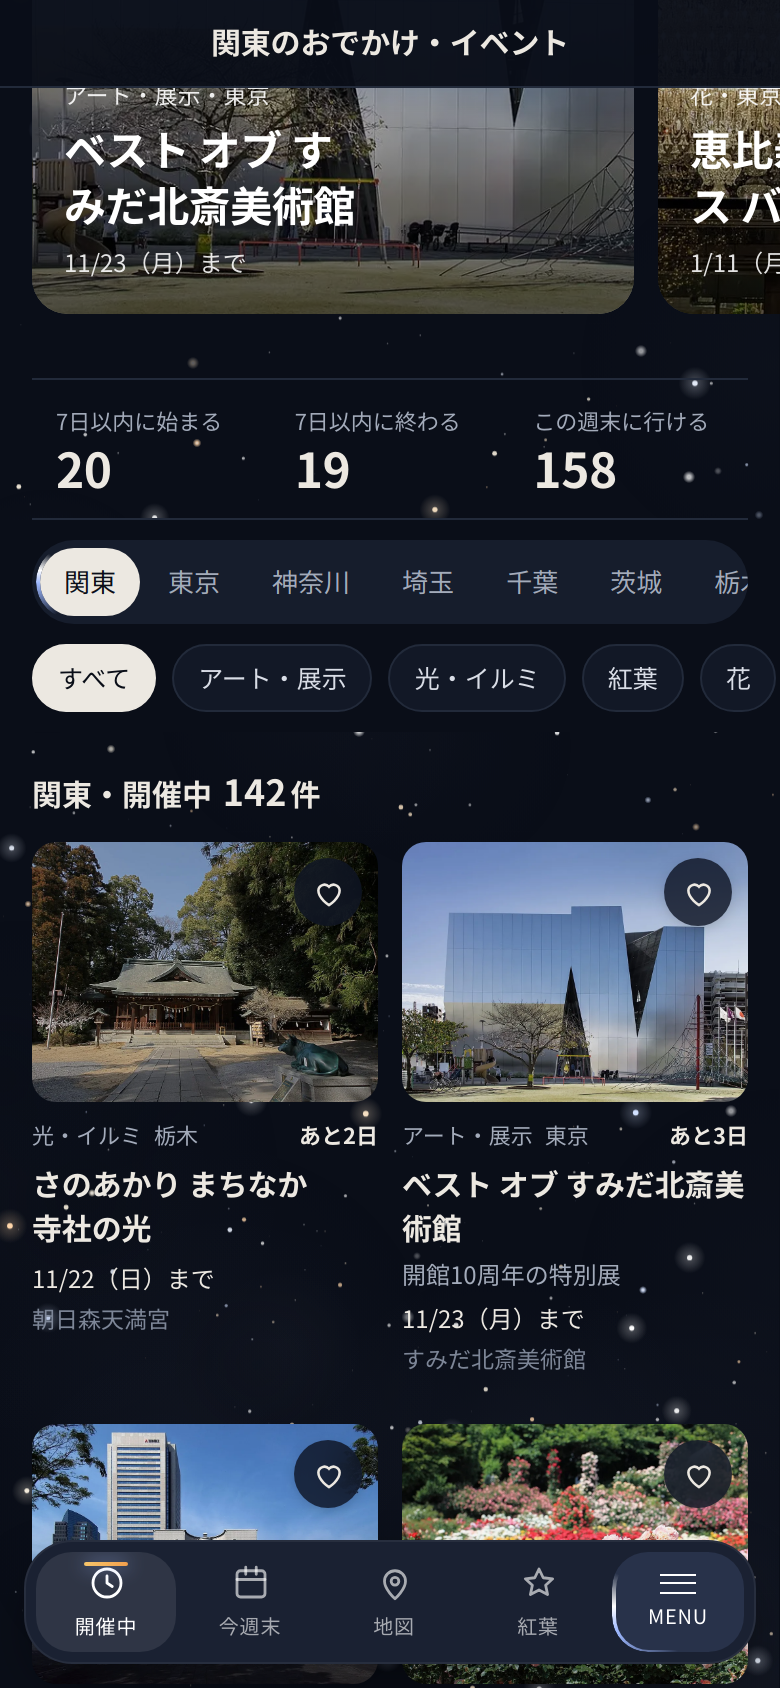 関東のおでかけ・イベント
アート・展示・東京
ベスト オブ す
みだ北斎美術館
11/23（月）まで
花・東京
恵比
ス バ
1/11（月
7日以内に始まる
20
7日以内に終わる
19
この週末に行ける
158
関東
東京
神奈川
埼玉
千葉
茨城
栃
すべて
アート・展示
光・イルミ
紅葉
花
関東・開催中 142件
光・イルミ 栃木
あと2日
さのあかり まちなか
寺社の光
11/22（日）まで
朝日森天満宮
アート・展示 東京
あと3日
ベスト オブ すみだ北斎美
術館
開館10周年の特別展
11/23（月）まで
すみだ北斎美術館
開催中
今週末
地図
紅葉
MENU